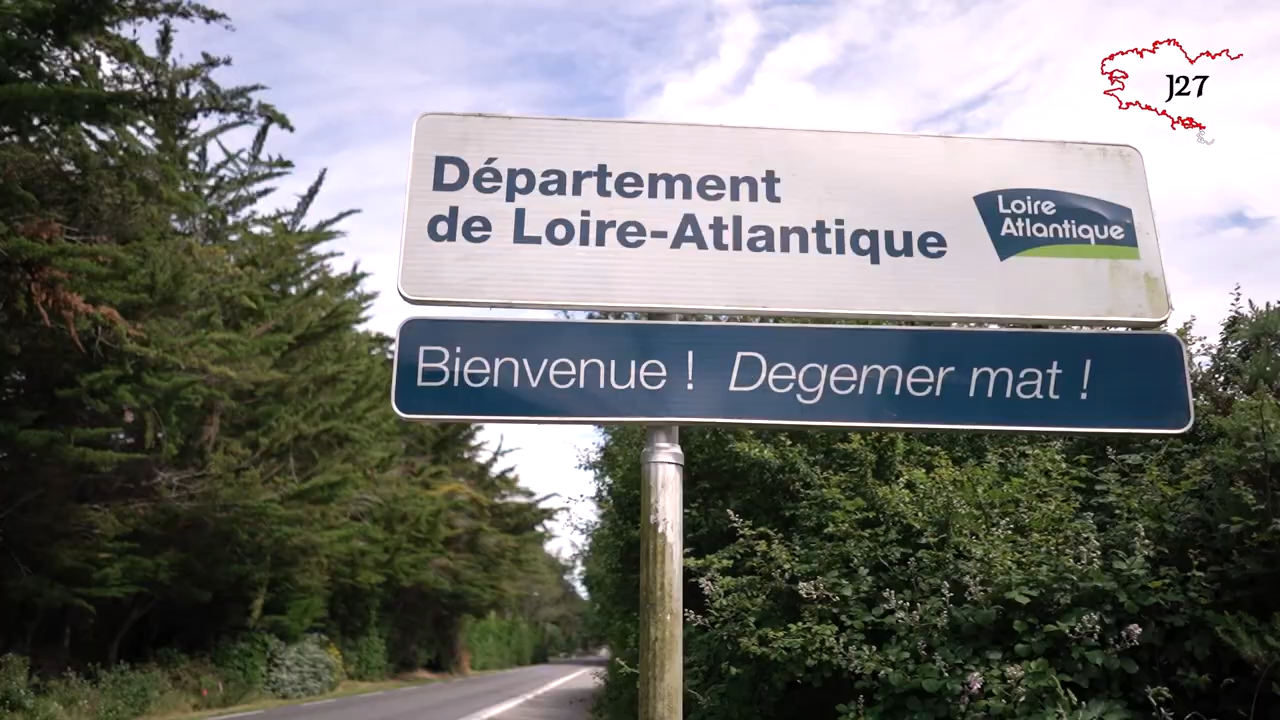 J27
Département
de Loire-Atlantique
Loire
Atlantique
Bienvenue ! Degemer mat !